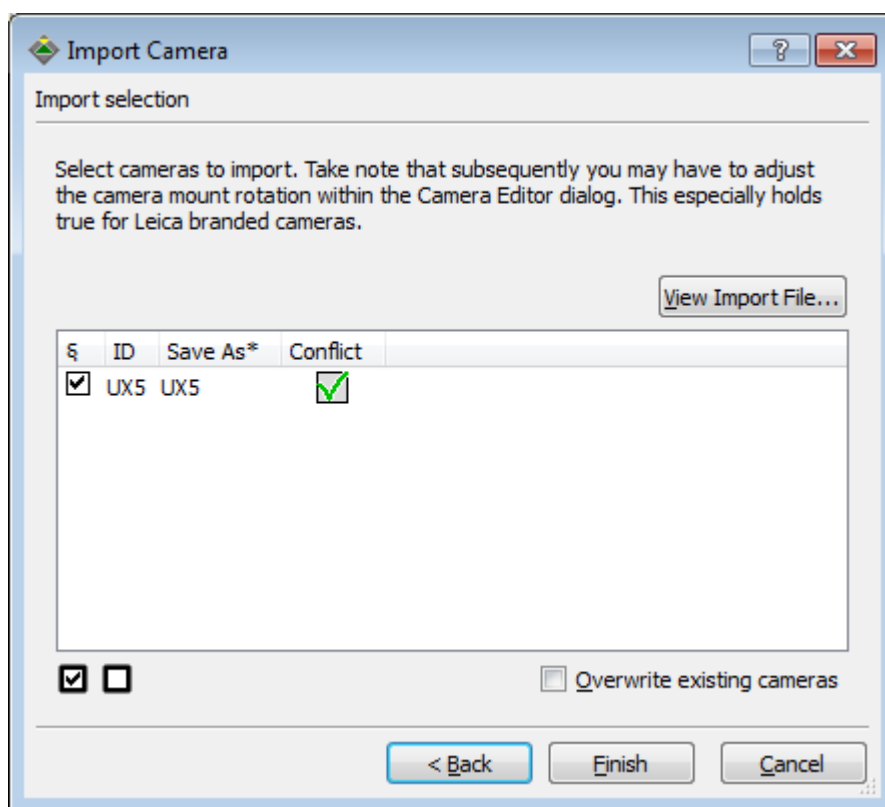 Import Camera
Import selection
Select cameras to import. Take note that subsequently you may have to adjust
the camera mount rotation within the Camera Editor dialog. This especially holds
true for Leica branded cameras.
View Import File...
§ ID Save As* Conflict
UX5 UX5
Overwrite existing cameras
< Back Finish Cancel